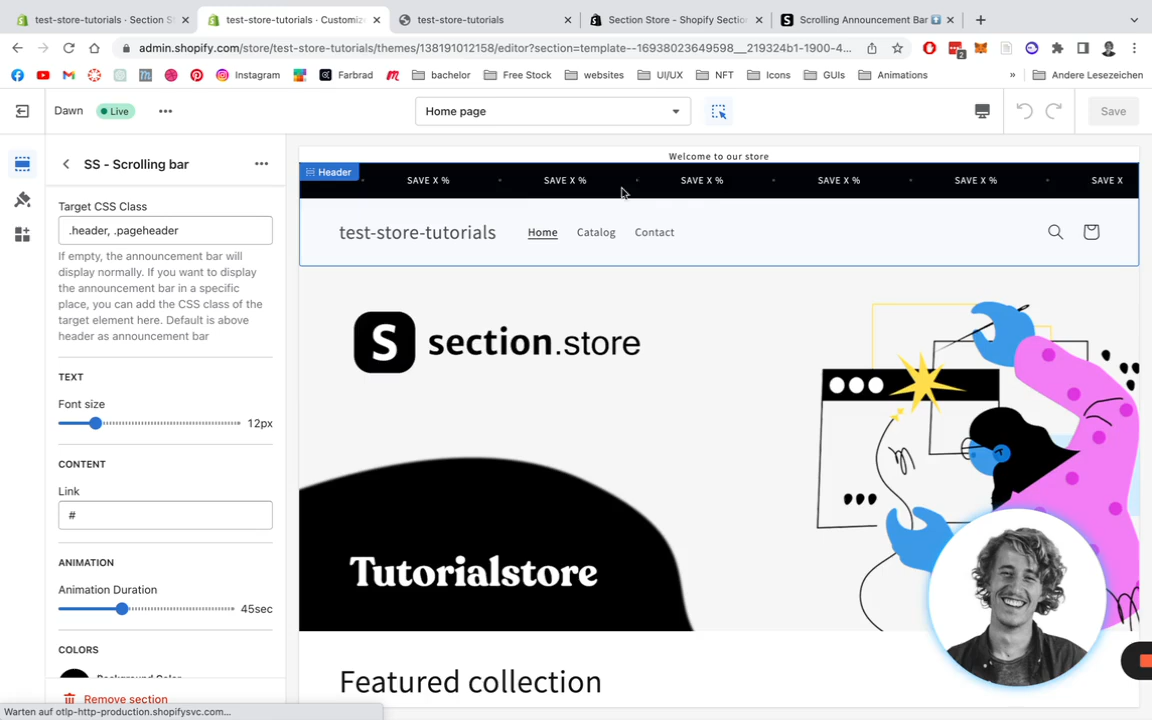 test-store-tutorials · Section S
test-store-tutorials · Customiz
test-store-tutorials
Section Store - Shopify Section
Scrolling Announcement Bar
admin.shopify.com/store/test-store-tutorials/themes/138191012158/editor?section=template--16938023649598__219324b1-1900-4...
2
Instagram
Farbrad
bachelor
Free Stock
websites
UI/UX
NFT
Icons
GUIs
Animations
»
Andere Lesezeichen
Dawn
Live
Home page
Save
SS - Scrolling bar
Target CSS Class
.header, .pageheader
If empty, the announcement bar will
display normally. If you want to display
the announcement bar in a specific
place, you can add the CSS class of the
target element here. Default is above
header as announcement bar
TEXT
Font size
12px
CONTENT
Link
#
ANIMATION
Animation Duration
45sec
COLORS
Background Color
Remove section
Warten auf otlp-http-production.shopifysvc.com...
Welcome to our store
Header
SAVE X %
SAVE X %
SAVE X %
SAVE X %
SAVE X %
SAVE X
test-store-tutorials
Home
Catalog
Contact
S section.store
Tutorialstore
Featured collection